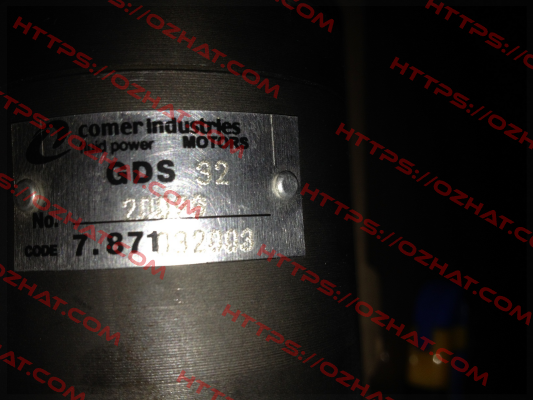 HTTPS://OZHAT.COM
comer industries
fluid power MOTORS
GDS 32
No.
CODE 7.871